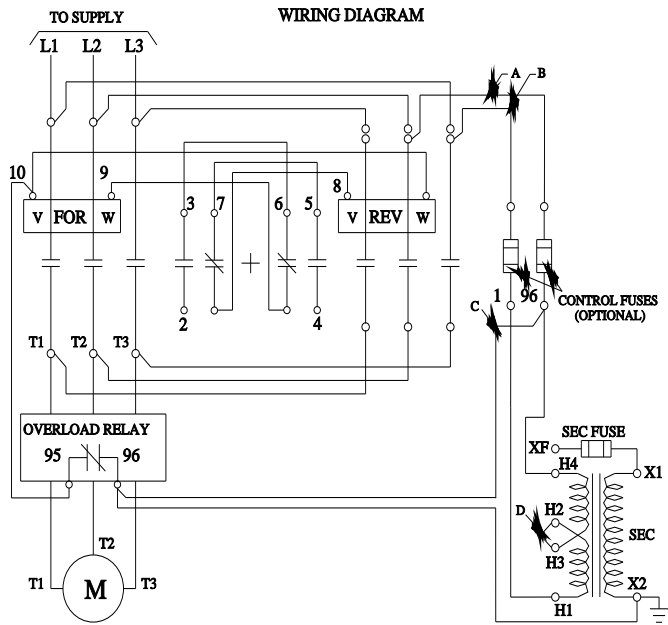 WIRING DIAGRAM
TO SUPPLY
L1 L2 L3
A B
10 9 8
V FOR W
3 7 6 5
V REV W
2 4
1 96
CONTROL FUSES
(OPTIONAL)
C
T1 T2 T3
OVERLOAD RELAY
95 96
XF SEC FUSE
H4 X1
D H2
SEC
H3
T2
T1 M T3
H1 X2